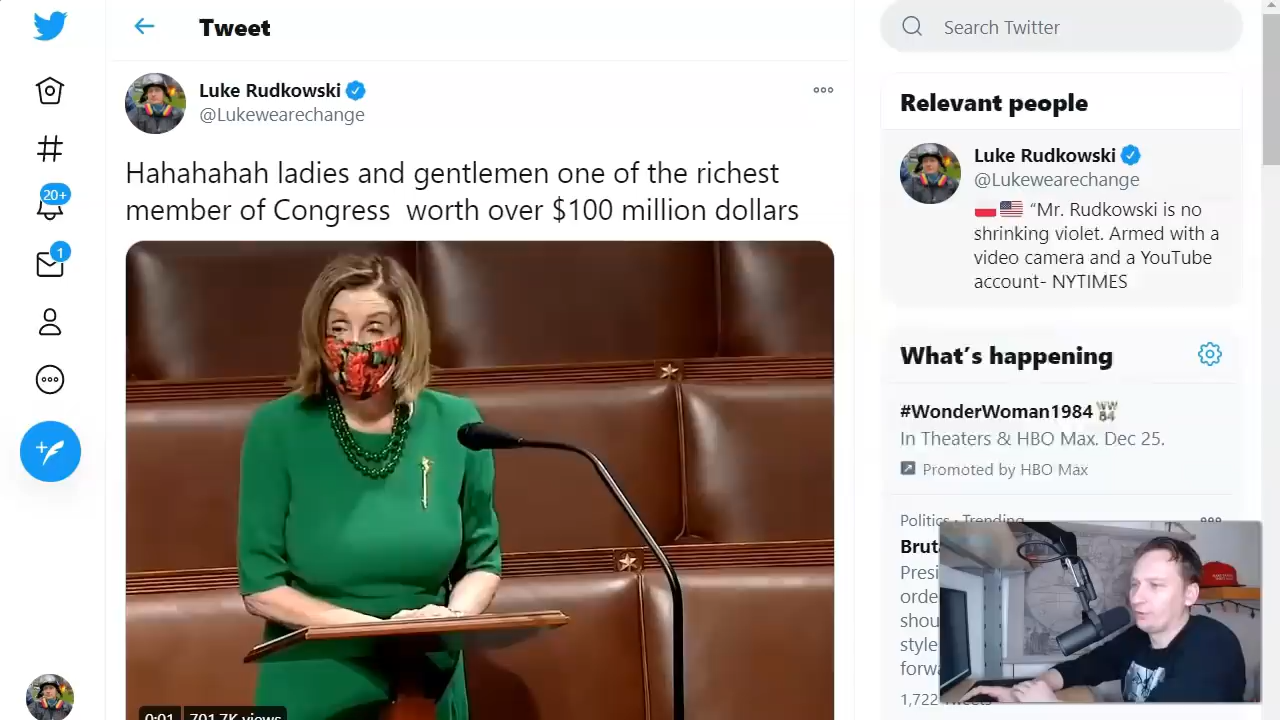 Tweet
Search Twitter
Luke Rudkowski
@Lukewearechange
Hahahahah ladies and gentlemen one of the richest
member of Congress worth over $100 million dollars
0:01 701.7K views
20+
1
Relevant people
Luke Rudkowski
@Lukewearechange
“Mr. Rudkowski is no
shrinking violet. Armed with a
video camera and a YouTube
account- NYTIMES
What’s happening
#WonderWoman1984
In Theaters & HBO Max. Dec 25.
Promoted by HBO Max
Politics · Trending
Brut
Presi
orde
shou
style
forw
1,722 Tweets